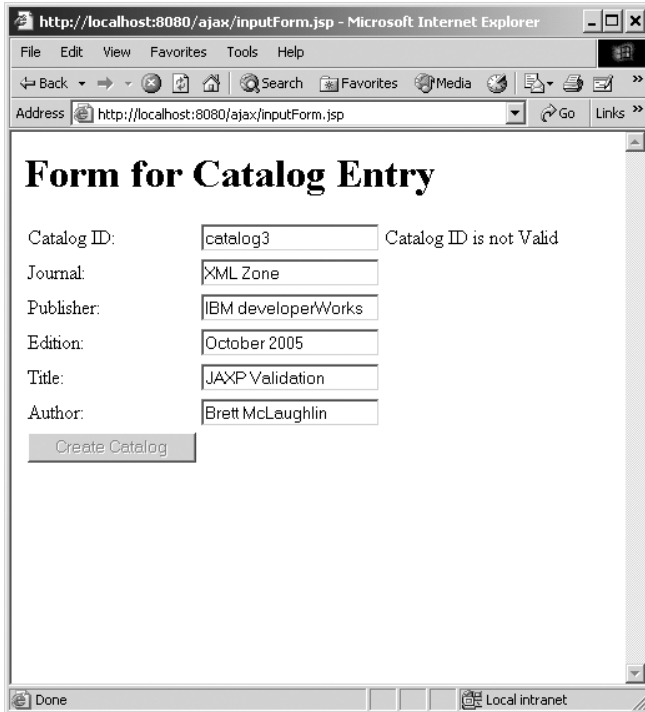 http://localhost:8080/ajax/inputForm.jsp - Microsoft Internet Explorer
File Edit View Favorites Tools Help
Back Search Favorites Media »
Address http://localhost:8080/ajax/inputForm.jsp Go Links »
Form for Catalog Entry
Catalog ID: catalog3 Catalog ID is not Valid
Journal: XML Zone
Publisher: IBM developerWorks
Edition: October 2005
Title: JAXP Validation
Author: Brett McLaughlin
Create Catalog
Done Local intranet